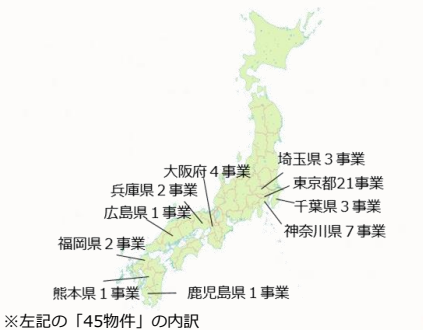 埼玉県３事業
大阪府４事業
東京都21事業
兵庫県２事業
千葉県３事業
広島県１事業
神奈川県７事業
福岡県２事業
熊本県１事業
鹿児島県１事業
※左記の「45物件」の内訳